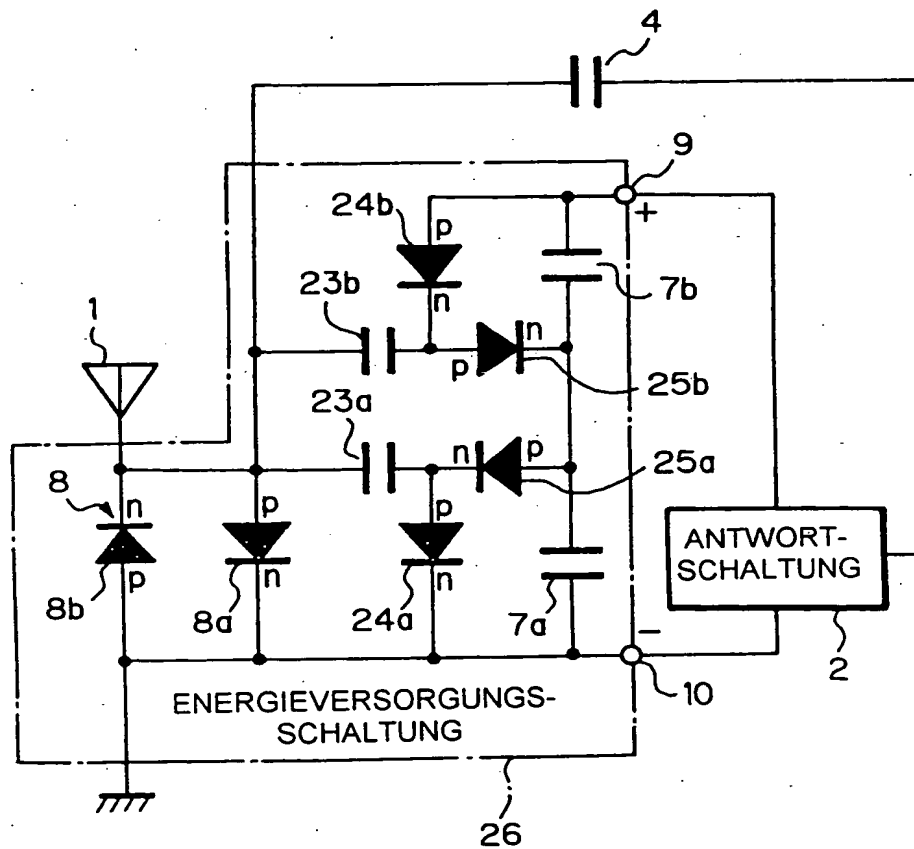 4
9
+
24b
p
n
7b
23b
n
p
25b
1
23a
n
p
25a
8
n
p
8b
p
n
8a
p
n
24a
7a
ANTWORT-
SCHALTUNG
2
−
10
ENERGIEVERSORGUNGS-
SCHALTUNG
26